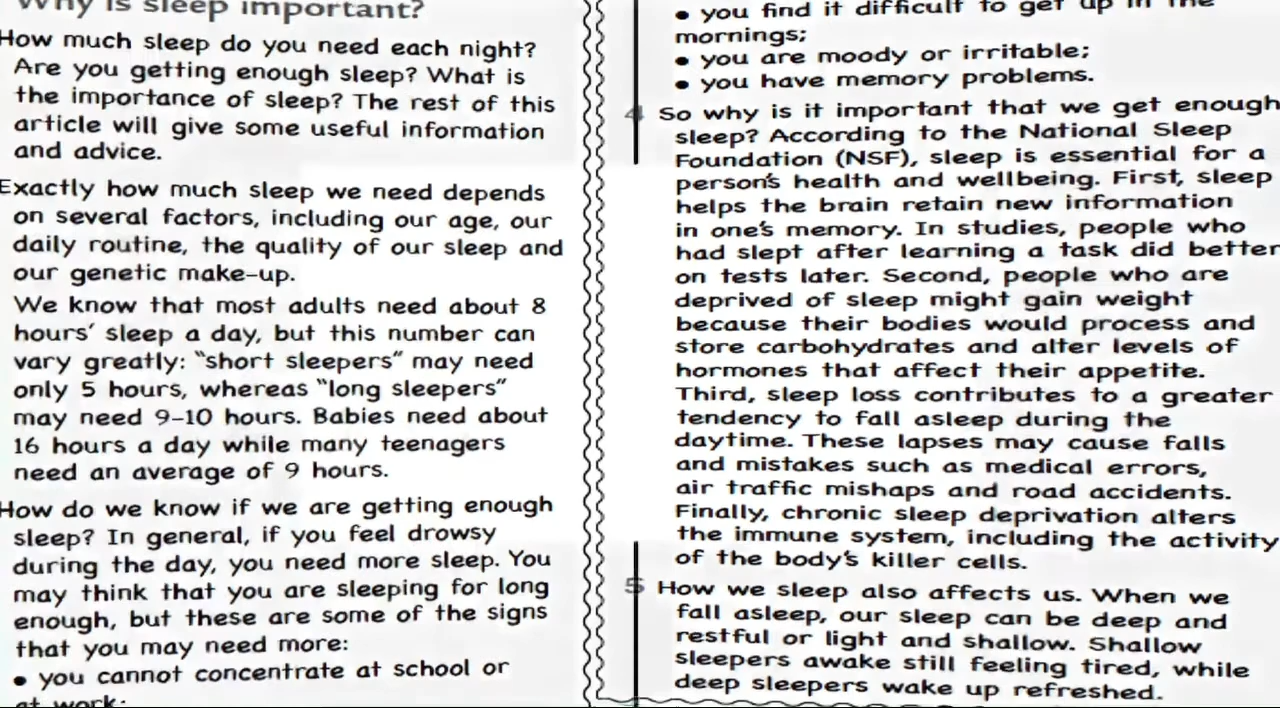 Why is sleep important?
How much sleep do you need each night?
Are you getting enough sleep? What is
the importance of sleep? The rest of this
article will give some useful information
and advice.
Exactly how much sleep we need depends
on several factors, including our age, our
daily routine, the quality of our sleep and
our genetic make-up.
We know that most adults need about 8
hours' sleep a day, but this number can
vary greatly: "short sleepers" may need
only 5 hours, whereas "long sleepers"
may need 9-10 hours. Babies need about
16 hours a day while many teenagers
need an average of 9 hours.
How do we know if we are getting enough
sleep? In general, if you feel drowsy
during the day, you need more sleep. You
may think that you are sleeping for long
enough, but these are some of the signs
that you may need more:
• you cannot concentrate at school or
at work;
• you find it difficult to get up in the
mornings;
• you are moody or irritable;
• you have memory problems.
4 So why is it important that we get enough
sleep? According to the National Sleep
Foundation (NSF), sleep is essential for a
person's health and wellbeing. First, sleep
helps the brain retain new information
in one's memory. In studies, people who
had slept after learning a task did better
on tests later. Second, people who are
deprived of sleep might gain weight
because their bodies would process and
store carbohydrates and alter levels of
hormones that affect their appetite.
Third, sleep loss contributes to a greater
tendency to fall asleep during the
daytime. These lapses may cause falls
and mistakes such as medical errors,
air traffic mishaps and road accidents.
Finally, chronic sleep deprivation alters
the immune system, including the activity
of the body's killer cells.
5 How we sleep also affects us. When we
fall asleep, our sleep can be deep and
restful or light and shallow. Shallow
sleepers awake still feeling tired, while
deep sleepers wake up refreshed.